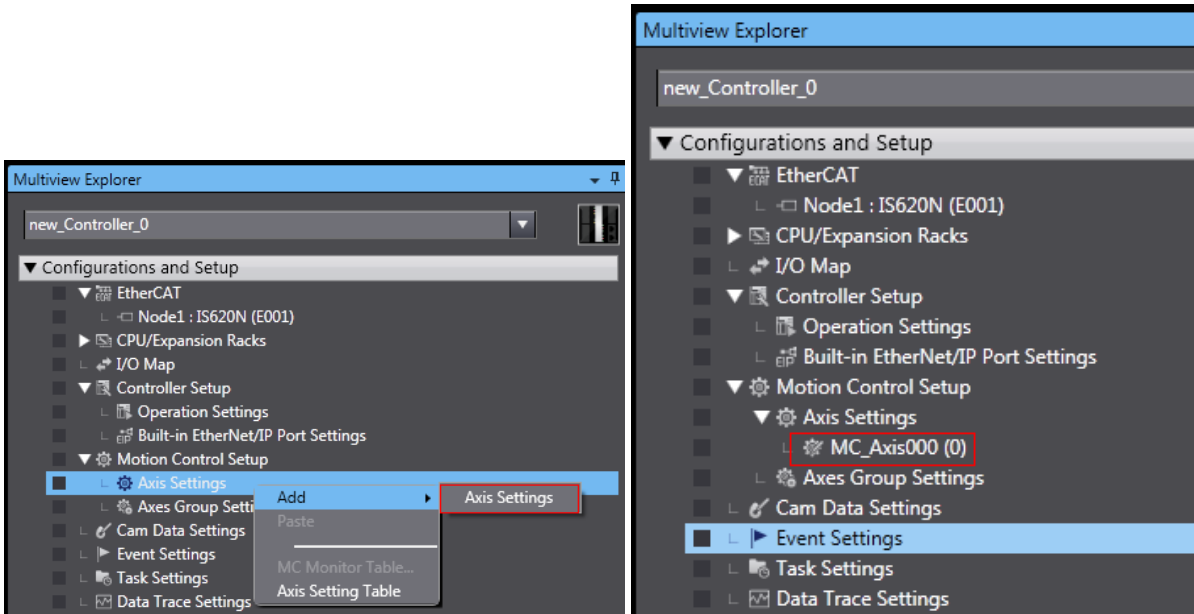 Multiview Explorer
new_Controller_0
Configurations and Setup
EtherCAT
Node1 : IS620N (E001)
CPU/Expansion Racks
I/O Map
Controller Setup
Operation Settings
Built-in EtherNet/IP Port Settings
Motion Control Setup
Axis Settings
Axes Group Setti
Cam Data Settings
Event Settings
Task Settings
Data Trace Settings
Add
Axis Settings
Paste
MC Monitor Table...
Axis Setting Table
Multiview Explorer
new_Controller_0
Configurations and Setup
EtherCAT
Node1 : IS620N (E001)
CPU/Expansion Racks
I/O Map
Controller Setup
Operation Settings
Built-in EtherNet/IP Port Settings
Motion Control Setup
Axis Settings
MC_Axis000 (0)
Axes Group Settings
Cam Data Settings
Event Settings
Task Settings
Data Trace Settings